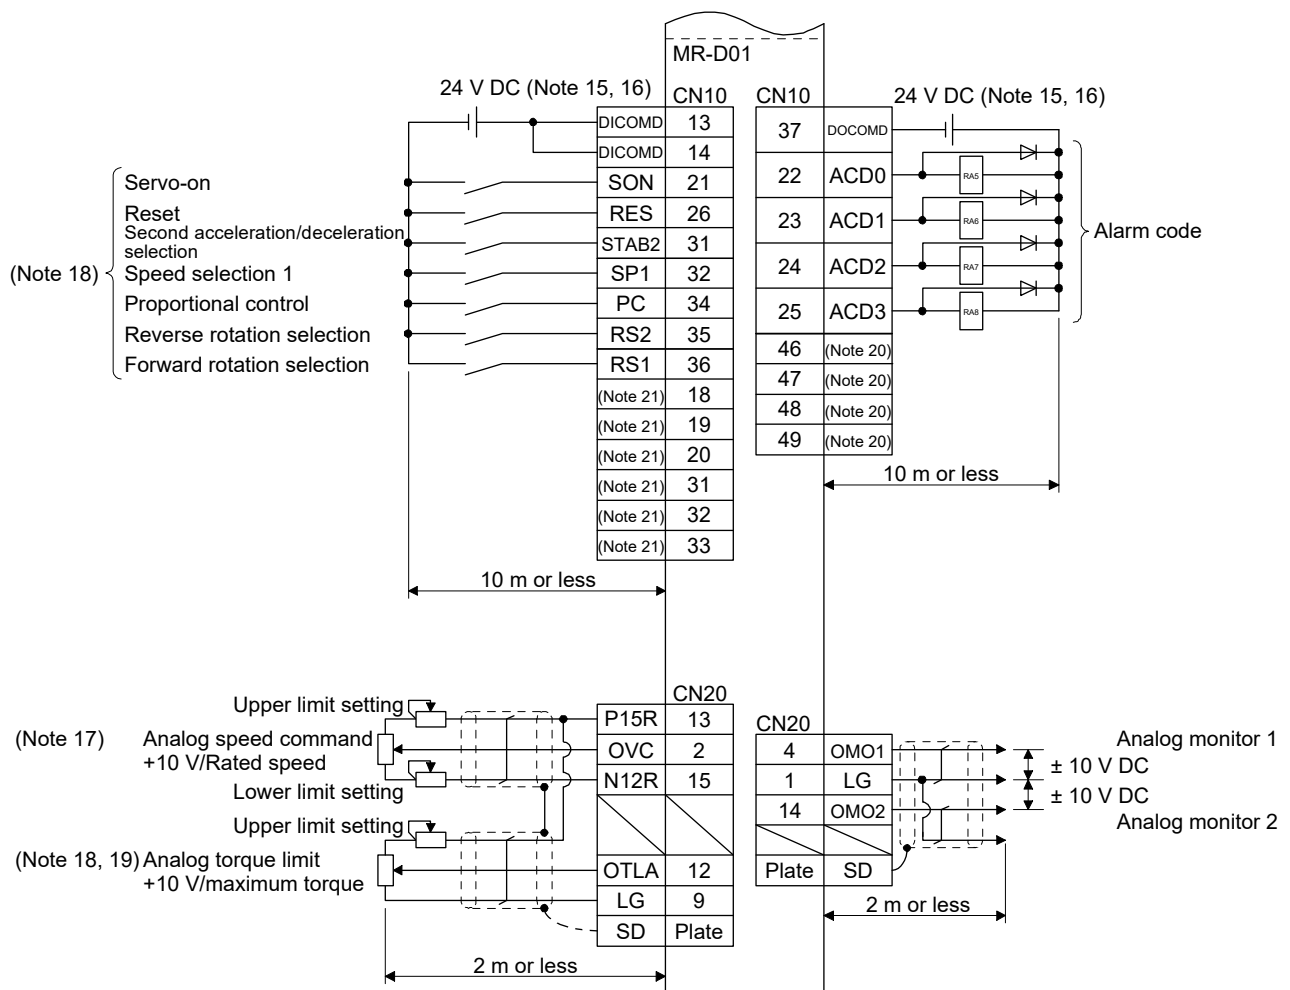 MR-D01
24 V DC (Note 15, 16)
CN10
DICOMD 13
DICOMD 14
Servo-on SON 21
Reset RES 26
Second acceleration/deceleration
selection
STAB2 31
(Note 18)
Speed selection 1 SP1 32
Proportional control PC 34
Reverse rotation selection RS2 35
Forward rotation selection RS1 36
(Note 21) 18
(Note 21) 19
(Note 21) 20
(Note 21) 31
(Note 21) 32
(Note 21) 33
10 m or less
CN10
24 V DC (Note 15, 16)
37 DOCOMD
22 ACD0 RA5
23 ACD1 RA6
24 ACD2 RA7
25 ACD3 RA8
Alarm code
46 (Note 20)
47 (Note 20)
48 (Note 20)
49 (Note 20)
10 m or less
CN20
Upper limit setting
P15R 13
(Note 17)
Analog speed command
+10 V/Rated speed
OVC 2
N12R 15
Lower limit setting
Upper limit setting
(Note 18, 19)
Analog torque limit
+10 V/maximum torque
OTLA 12
LG 9
SD Plate
2 m or less
CN20
4 OMO1
Analog monitor 1
± 10 V DC
1 LG
± 10 V DC
14 OMO2
Analog monitor 2
Plate SD
2 m or less